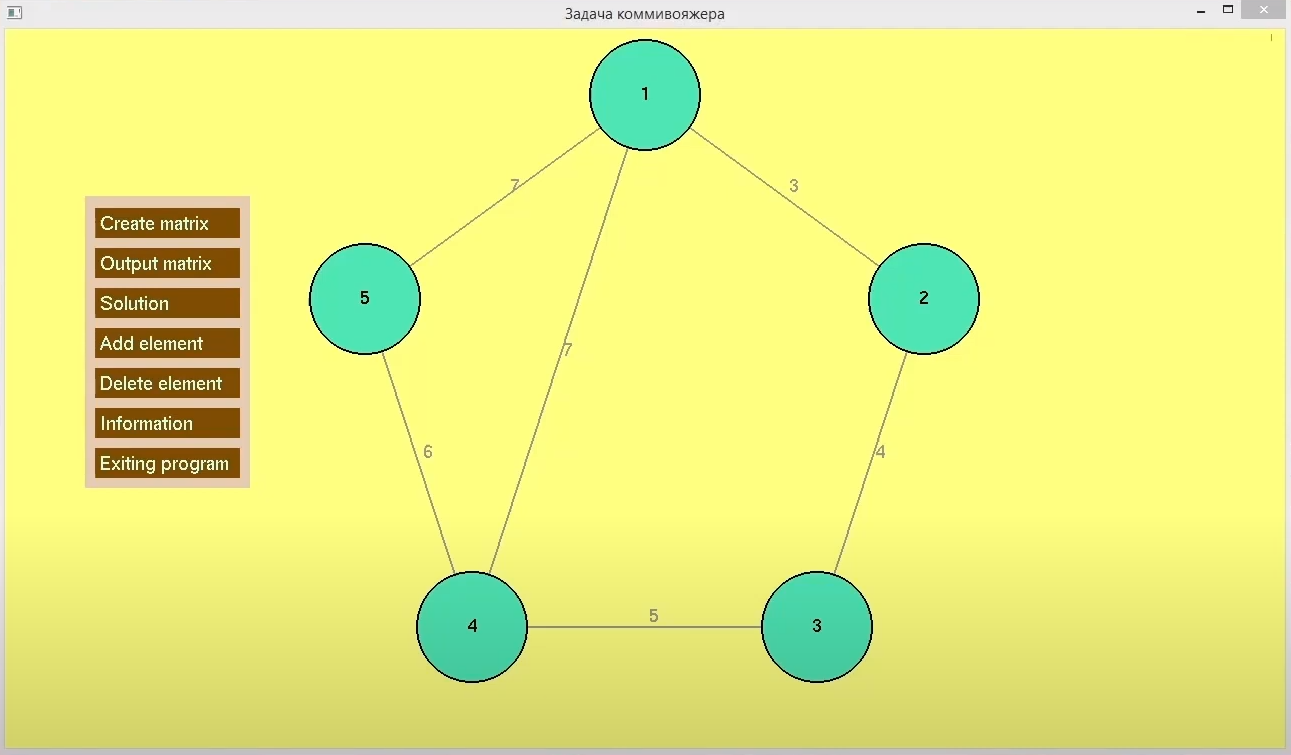 Задача коммивояжера
1
7
3
Create matrix
Output matrix
Solution
Add element
Delete element
Information
Exiting program
5
2
7
6
4
4
5
3